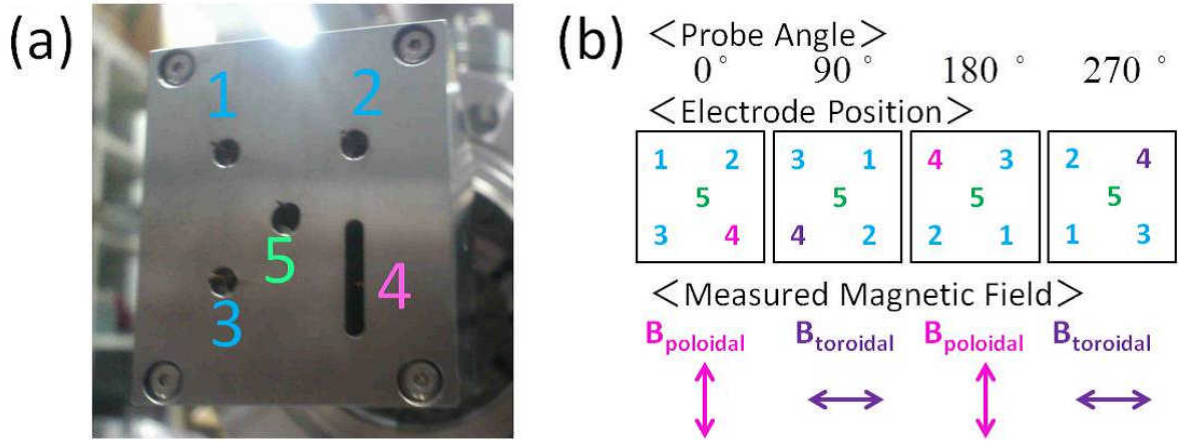 (a)
1 2
5 4
3
(b)
<Probe Angle>
0° 90° 180° 270°
<Electrode Position>
1 2 3 1 4 3 2 4
5 5 5 5
3 4 4 2 2 1 1 3
<Measured Magnetic Field>
Bpoloidal Btoroidal Bpoloidal Btoroidal